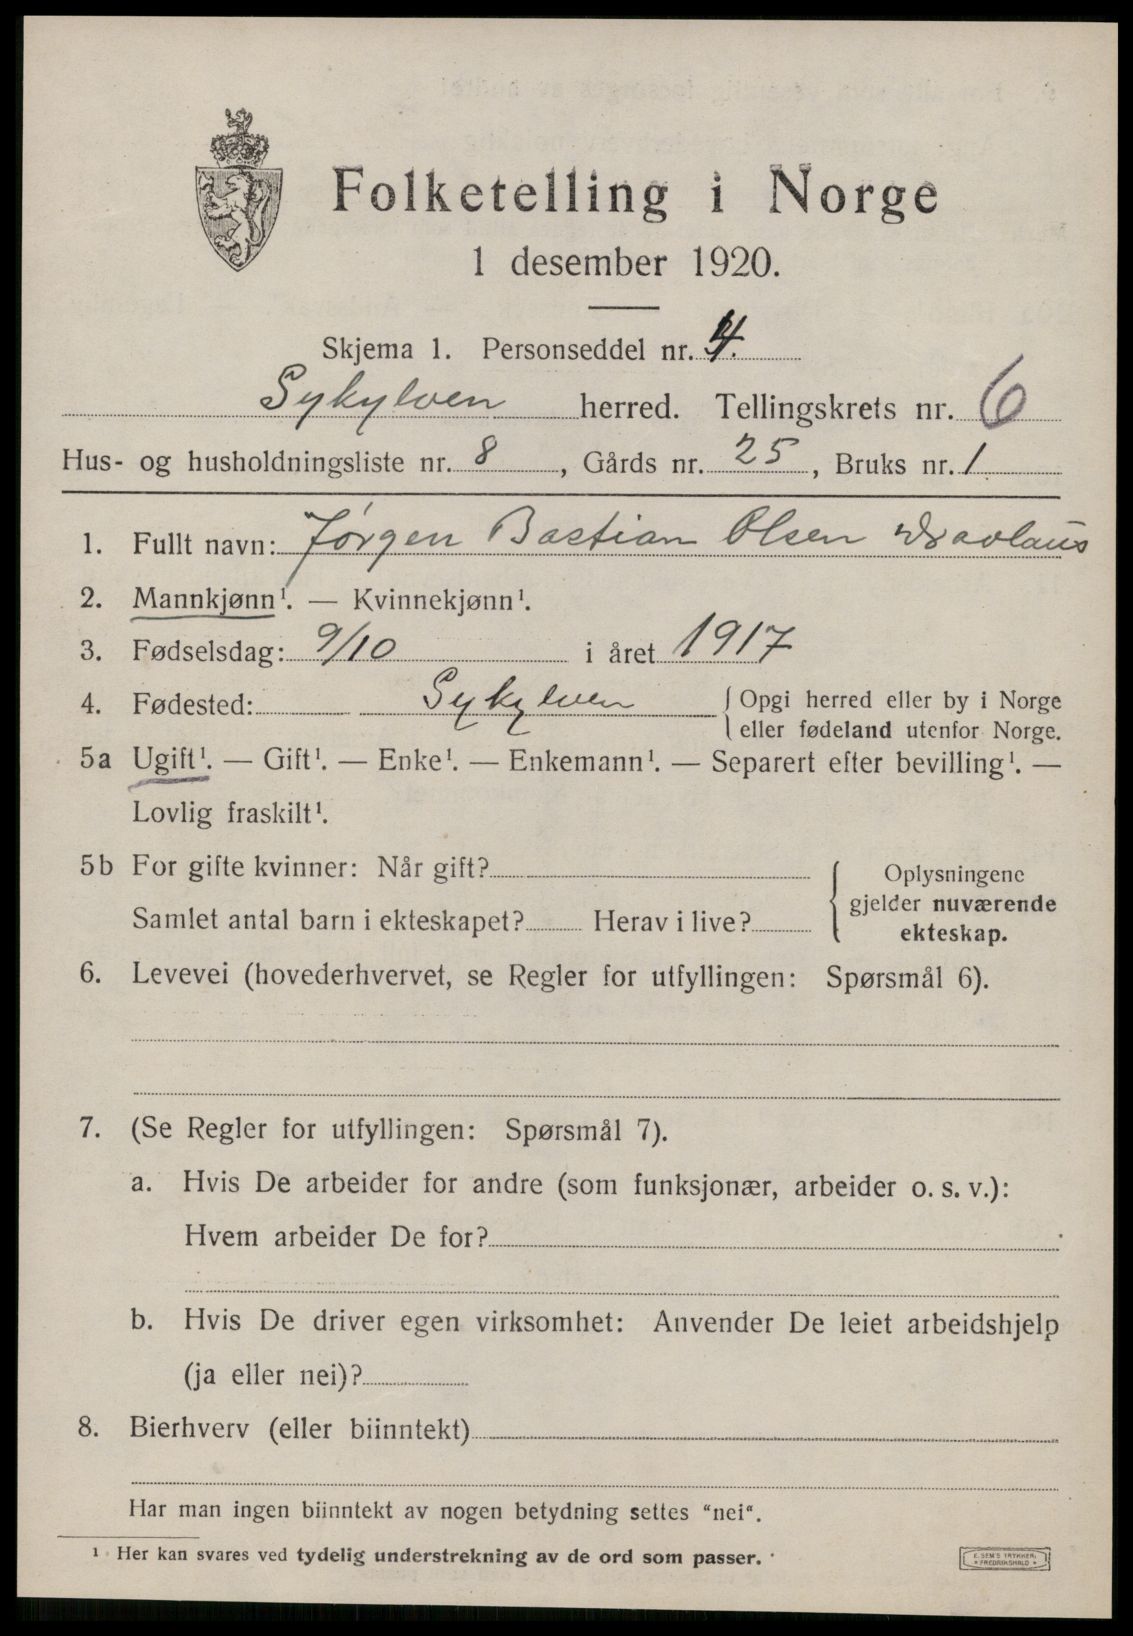 Folketelling i Norge
1 desember 1920.
Skjema 1. Personseddel nr. 4.
Sykylven herred. Tellingskrets nr. 6
Hus- og husholdningsliste nr. 8, Gårds nr. 25, Bruks nr. 1
1. Fullt navn: Jørgen Bastian Olsen
2. Mannkjønn¹. — Kvinnekjønn¹.
3. Fødselsdag: 9/10 i året 1917
4. Fødested: Sykylven { Opgi herred eller by i Norge
eller fødeland utenfor Norge.
5a Ugift¹. — Gift¹. — Enke¹. — Enkemann¹. — Separert efter bevilling¹. —
Lovlig fraskilt¹.
5b For gifte kvinner: Når gift?
Samlet antal barn i ekteskapet? Herav i live?
{ Oplysningene
gjelder nuværende
ekteskap.
6. Levevei (hovederhvervet, se Regler for utfyllingen: Spørsmål 6).
7. (Se Regler for utfyllingen: Spørsmål 7).
a. Hvis De arbeider for andre (som funksjonær, arbeider o. s. v.):
Hvem arbeider De for?
b. Hvis De driver egen virksomhet: Anvender De leiet arbeidshjelp
(ja eller nei)?
8. Bierhverv (eller biinntekt)
Har man ingen biinntekt av nogen betydning settes "nei".
¹ Her kan svares ved tydelig understrekning av de ord som passer.
E. SEM'S TRYKKERI
* FREDRIKSHALD *